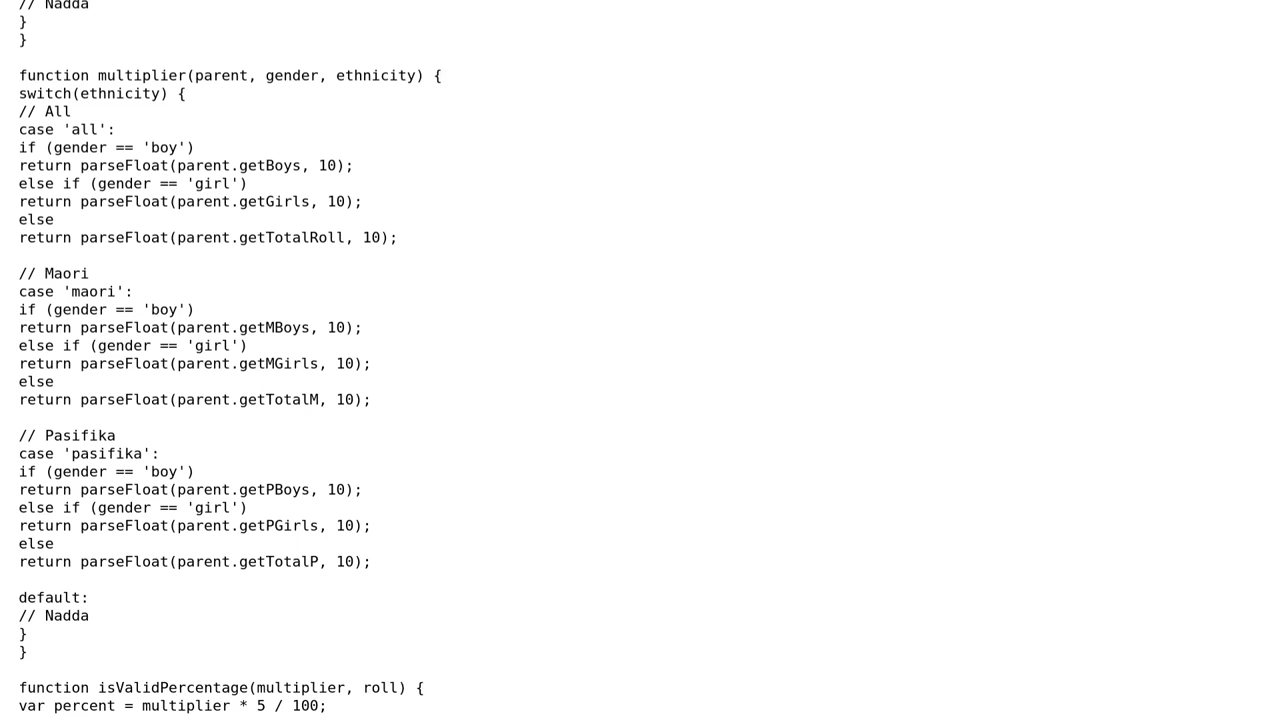 // Nadda
}
}
function multiplier(parent, gender, ethnicity) {
switch(ethnicity) {
// All
case 'all':
if (gender == 'boy')
return parseFloat(parent.getBoys, 10);
else if (gender == 'girl')
return parseFloat(parent.getGirls, 10);
else
return parseFloat(parent.getTotalRoll, 10);
// Maori
case 'maori':
if (gender == 'boy')
return parseFloat(parent.getMBoys, 10);
else if (gender == 'girl')
return parseFloat(parent.getMGirls, 10);
else
return parseFloat(parent.getTotalM, 10);
// Pasifika
case 'pasifika':
if (gender == 'boy')
return parseFloat(parent.getPBoys, 10);
else if (gender == 'girl')
return parseFloat(parent.getPGirls, 10);
else
return parseFloat(parent.getTotalP, 10);
default:
// Nadda
}
}
function isValidPercentage(multiplier, roll) {
var percent = multiplier * 5 / 100;